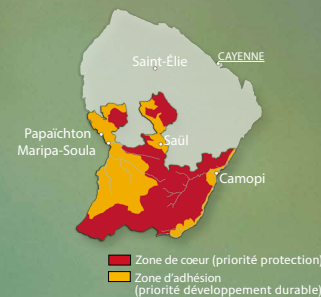 CAYENNE
Saint-Élie
Papaïchton
Maripa-Soula
Saül
Camopi
Zone de coeur (priorité protection)
Zone d'adhésion
(priorité développement durable)